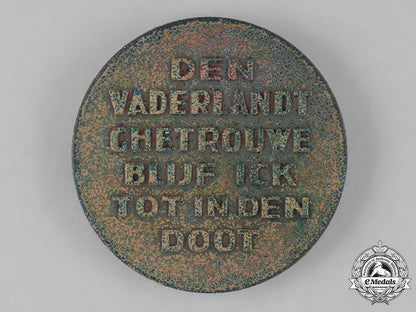 DEN
VADERLANDT
GHETROUWE
BLIJF ICK
TOT IN DEN
DOOT
eMedals